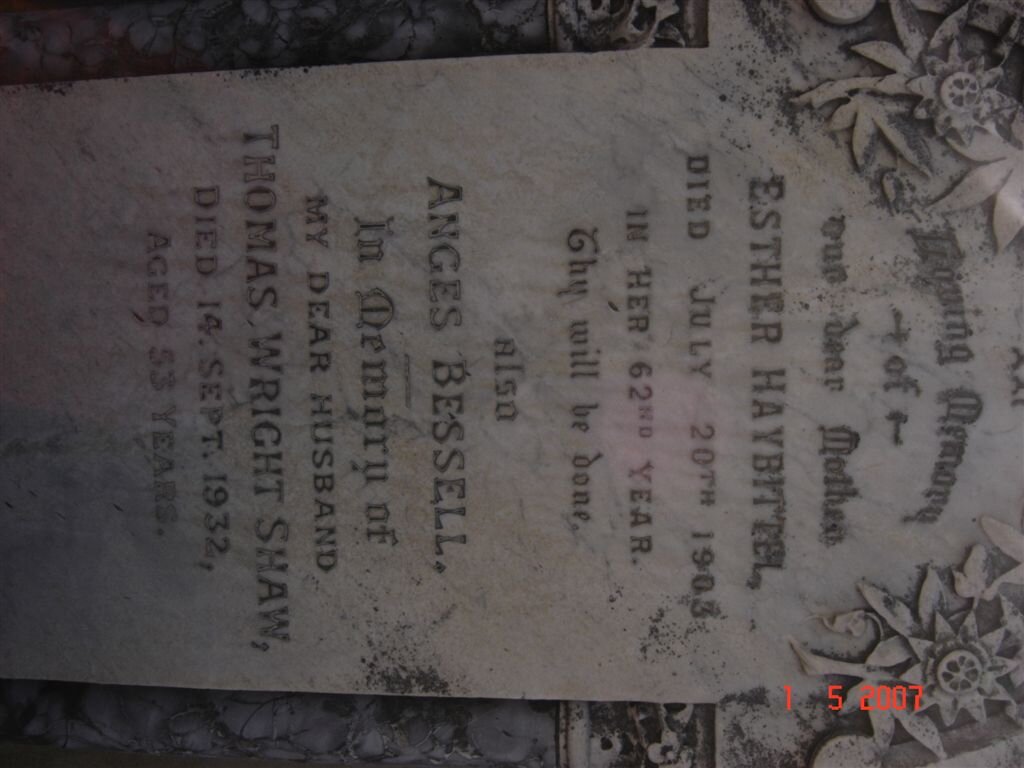 Loving Memory
of
our dear Mother
ESTHER HAYBITTEL,
DIED JULY 20TH 1903
IN HER 62ND YEAR.
Thy will be done.
also
ANGES BESSELL.
In Memory of
MY DEAR HUSBAND
THOMAS WRIGHT SHAW,
DIED 14. SEPT. 1932,
AGED 53 YEARS.
1 5 2007